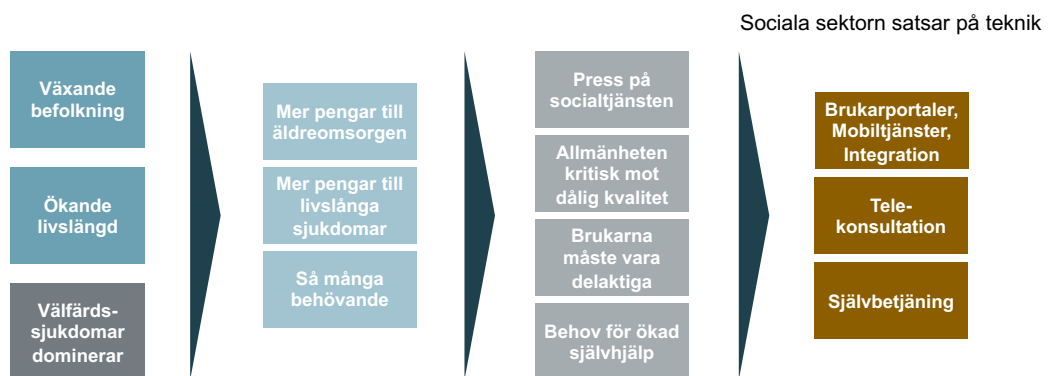 Sociala sektorn satsar på teknik
Växande
befolkning
Ökande
livslängd
Välfärds-
sjukdomar
dominerar
Mer pengar till
äldreomsorgen
Mer pengar till
livslånga
sjukdomar
Så många
behövande
Press på
socialtjänsten
Allmänheten
kritisk mot
dålig kvalitet
Brukarna
måste vara
delaktiga
Behov för ökad
självhjälp
Brukarportaler,
Mobiltjänster,
Integration
Tele-
konsultation
Självbetjäning